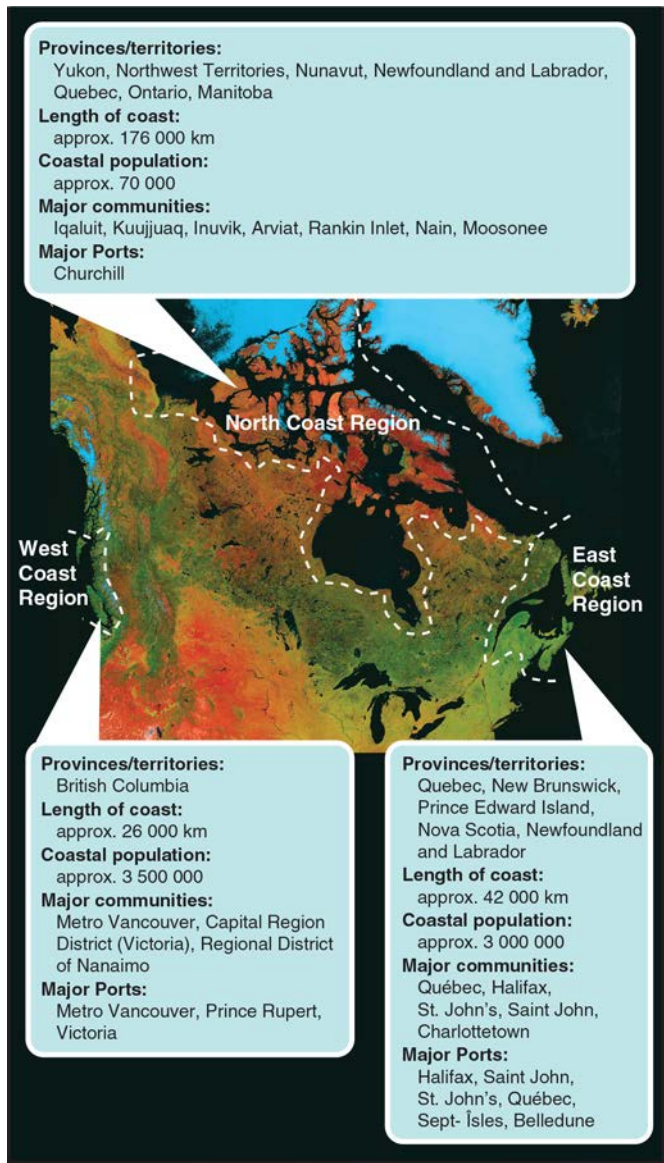 Provinces/territories:
Yukon, Northwest Territories, Nunavut, Newfoundland and Labrador,
Quebec, Ontario, Manitoba
Length of coast:
approx. 176 000 km
Coastal population:
approx. 70 000
Major communities:
Iqaluit, Kuujjuaq, Inuvik, Arviat, Rankin Inlet, Nain, Moosonee
Major Ports:
Churchill
North Coast Region
West
Coast
Region
East
Coast
Region
Provinces/territories:
British Columbia
Length of coast:
approx. 26 000 km
Coastal population:
approx. 3 500 000
Major communities:
Metro Vancouver, Capital Region
District (Victoria), Regional District
of Nanaimo
Major Ports:
Metro Vancouver, Prince Rupert,
Victoria
Provinces/territories:
Quebec, New Brunswick,
Prince Edward Island,
Nova Scotia, Newfoundland
and Labrador
Length of coast:
approx. 42 000 km
Coastal population:
approx. 3 000 000
Major communities:
Québec, Halifax,
St. John's, Saint John,
Charlottetown
Major Ports:
Halifax, Saint John,
St. John's, Québec,
Sept- Îsles, Belledune